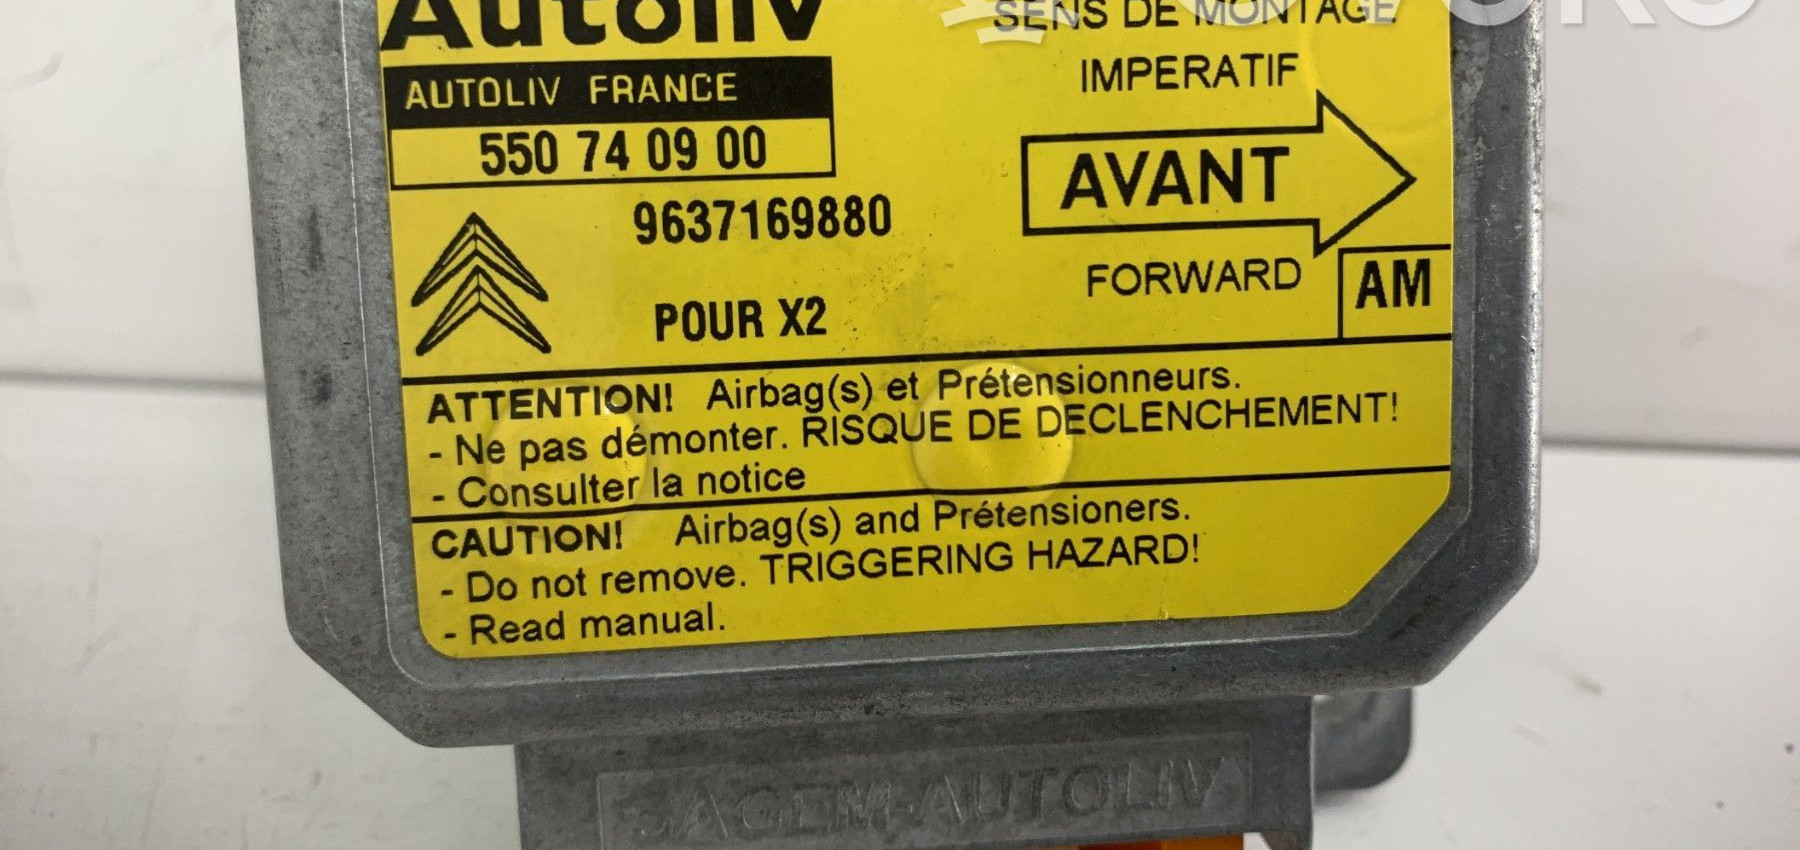 Autoliv
SENS DE MONTAGE
IMPERATIF
AUTOLIV FRANCE
550 74 09 00
AVANT
9637169880
FORWARD
AM
POUR X2
ATTENTION! Airbag(s) et Prétensionneurs.
- Ne pas démonter. RISQUE DE DECLENCHEMENT!
- Consulter la notice
CAUTION! Airbag(s) and Prétensioners.
- Do not remove. TRIGGERING HAZARD!
- Read manual.
SAGEM-AUTOLIV